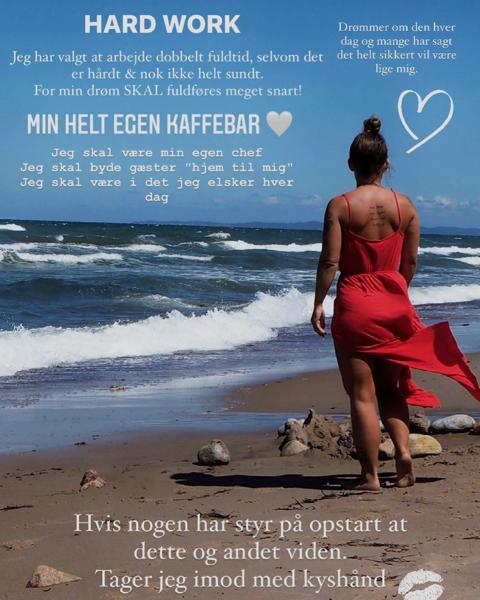 HARD WORK
Jeg har valgt at arbejde dobbelt fuldtid, selvom det
er hårdt & nok ikke helt sundt.
For min drøm SKAL fuldføres meget snart!
Drømmer om den hver
dag og mange har sagt
det helt sikkert vil være
lige mig.
MIN HELT EGEN KAFFEBAR
Jeg skal være min egen chef
Jeg skal byde gæster "hjem til mig"
Jeg skal være i det jeg elsker hver
dag
Hvis nogen har styr på opstart at
dette og andet viden.
Tager jeg imod med kyshånd